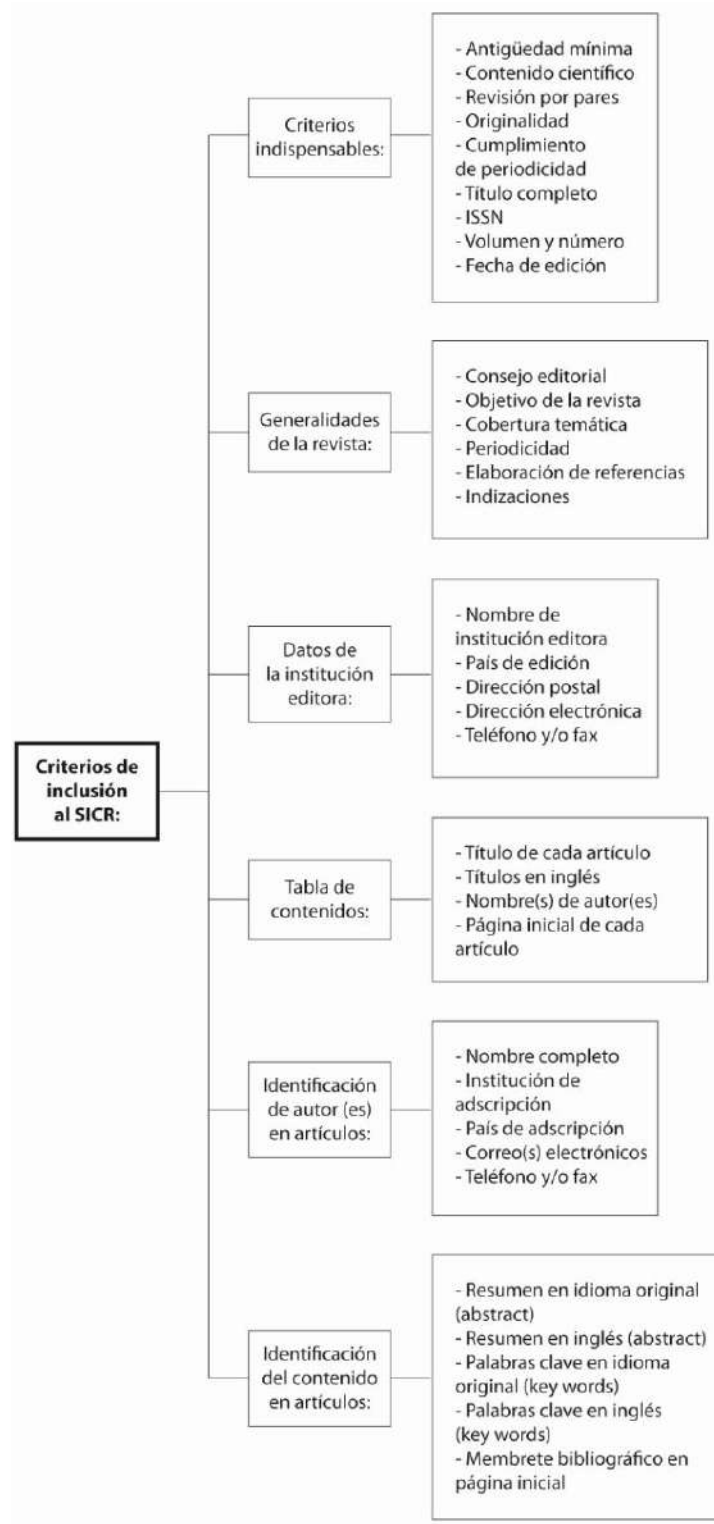 Criterios de
inclusión
al SICR:
Criterios
indispensables:
- Antigüedad mínima
- Contenido científico
- Revisión por pares
- Originalidad
- Cumplimiento
de periodicidad
- Título completo
- ISSN
- Volumen y número
- Fecha de edición
Generalidades
de la revista:
- Consejo editorial
- Objetivo de la revista
- Cobertura temática
- Periodicidad
- Elaboración de referencias
- Indizaciones
Datos de
la institución
editora:
- Nombre de
institución editora
- País de edición
- Dirección postal
- Dirección electrónica
- Teléfono y/o fax
Tabla de
contenidos:
- Título de cada artículo
- Títulos en inglés
- Nombre(s) de autor(es)
- Página inicial de cada
artículo
Identificación
de autor (es)
en artículos:
- Nombre completo
- Institución de
adscripción
- País de adscripción
- Correo(s) electrónicos
- Teléfono y/o fax
Identificación
del contenido
en artículos:
- Resumen en idioma original
(abstract)
- Resumen en inglés (abstract)
- Palabras clave en idioma
original (key words)
- Palabras clave en inglés
(key words)
- Membrete bibliográfico en
página inicial